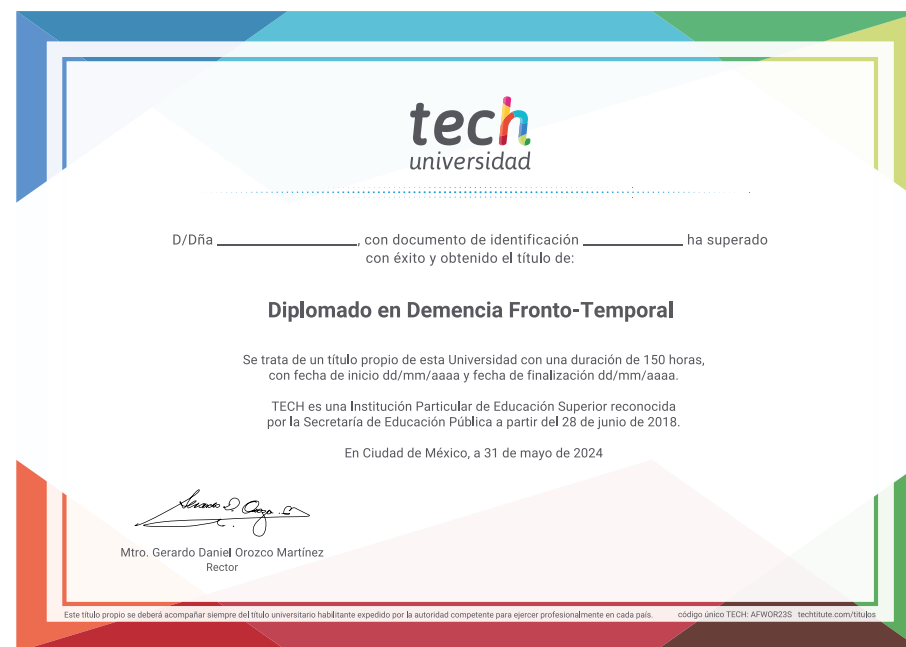 tech
universidad
D/Dña ____________________, con documento de identificación ______________ ha superado
con éxito y obtenido el título de:
Diplomado en Demencia Fronto-Temporal
Se trata de un título propio de esta Universidad con una duración de 150 horas,
con fecha de inicio dd/mm/aaaa y fecha de finalización dd/mm/aaaa.
TECH es una Institución Particular de Educación Superior reconocida
por la Secretaría de Educación Pública a partir del 28 de junio de 2018.
En Ciudad de México, a 31 de mayo de 2024
Mtro. Gerardo Daniel Orozco Martínez
Rector
Este título propio se deberá acompañar siempre del título universitario habilitante expedido por la autoridad competente para ejercer profesionalmente en cada país. código único TECH: AFWOR23S techtitute.com/titulos